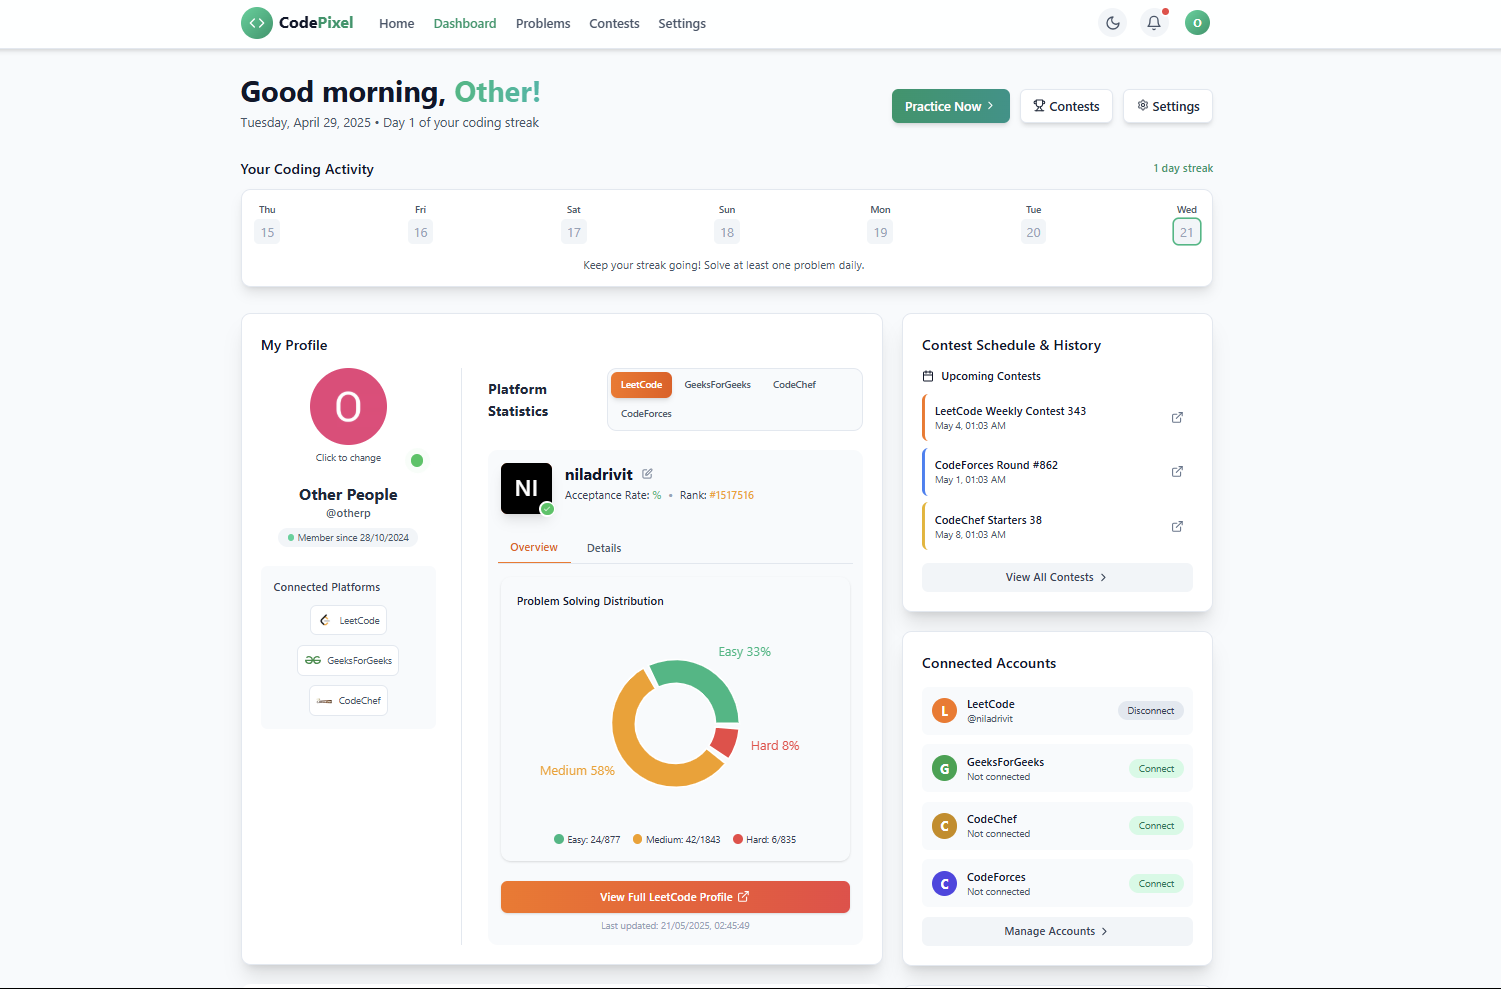 CodePixel Home Dashboard Problems Contests Settings O
Good morning, Other!
Tuesday, April 29, 2025 • Day 1 of your coding streak
Practice Now Contests Settings
Your Coding Activity 1 day streak
Thu Fri Sat Sun Mon Tue Wed
15 16 17 18 19 20 21
Keep your streak going! Solve at least one problem daily.
My Profile
O
Click to change
Other People
@otherp
Member since 28/10/2024
Connected Platforms
LeetCode
GeeksForGeeks
CodeChef
Platform
Statistics
LeetCode GeeksForGeeks CodeChef
CodeForces
NI
niladrivit
Acceptance Rate: % • Rank: #1517516
Overview Details
Problem Solving Distribution
Easy 33%
Hard 8%
Medium 58%
Easy: 24/877 Medium: 42/1843 Hard: 6/835
View Full LeetCode Profile
Last updated: 21/05/2025, 02:45:49
Contest Schedule & History
Upcoming Contests
LeetCode Weekly Contest 343
May 4, 01:03 AM
CodeForces Round #862
May 1, 01:03 AM
CodeChef Starters 38
May 8, 01:03 AM
View All Contests
Connected Accounts
L LeetCode Disconnect
@niladrivit
G GeeksForGeeks Connect
Not connected
C CodeChef Connect
Not connected
C CodeForces Connect
Not connected
Manage Accounts